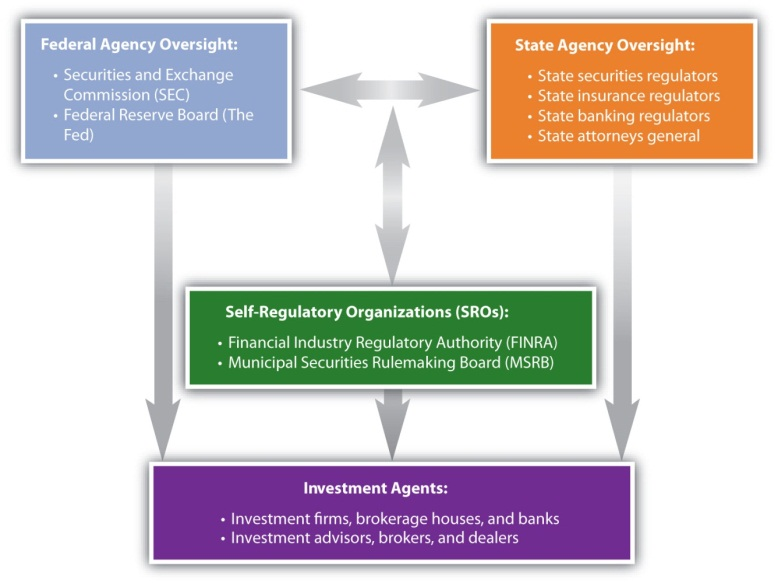 Federal Agency Oversight:
• Securities and Exchange
Commission (SEC)
• Federal Reserve Board (The
Fed)
State Agency Oversight:
• State securities regulators
• State insurance regulators
• State banking regulators
• State attorneys general
Self-Regulatory Organizations (SROs):
• Financial Industry Regulatory Authority (FINRA)
• Municipal Securities Rulemaking Board (MSRB)
Investment Agents:
• Investment firms, brokerage houses, and banks
• Investment advisors, brokers, and dealers